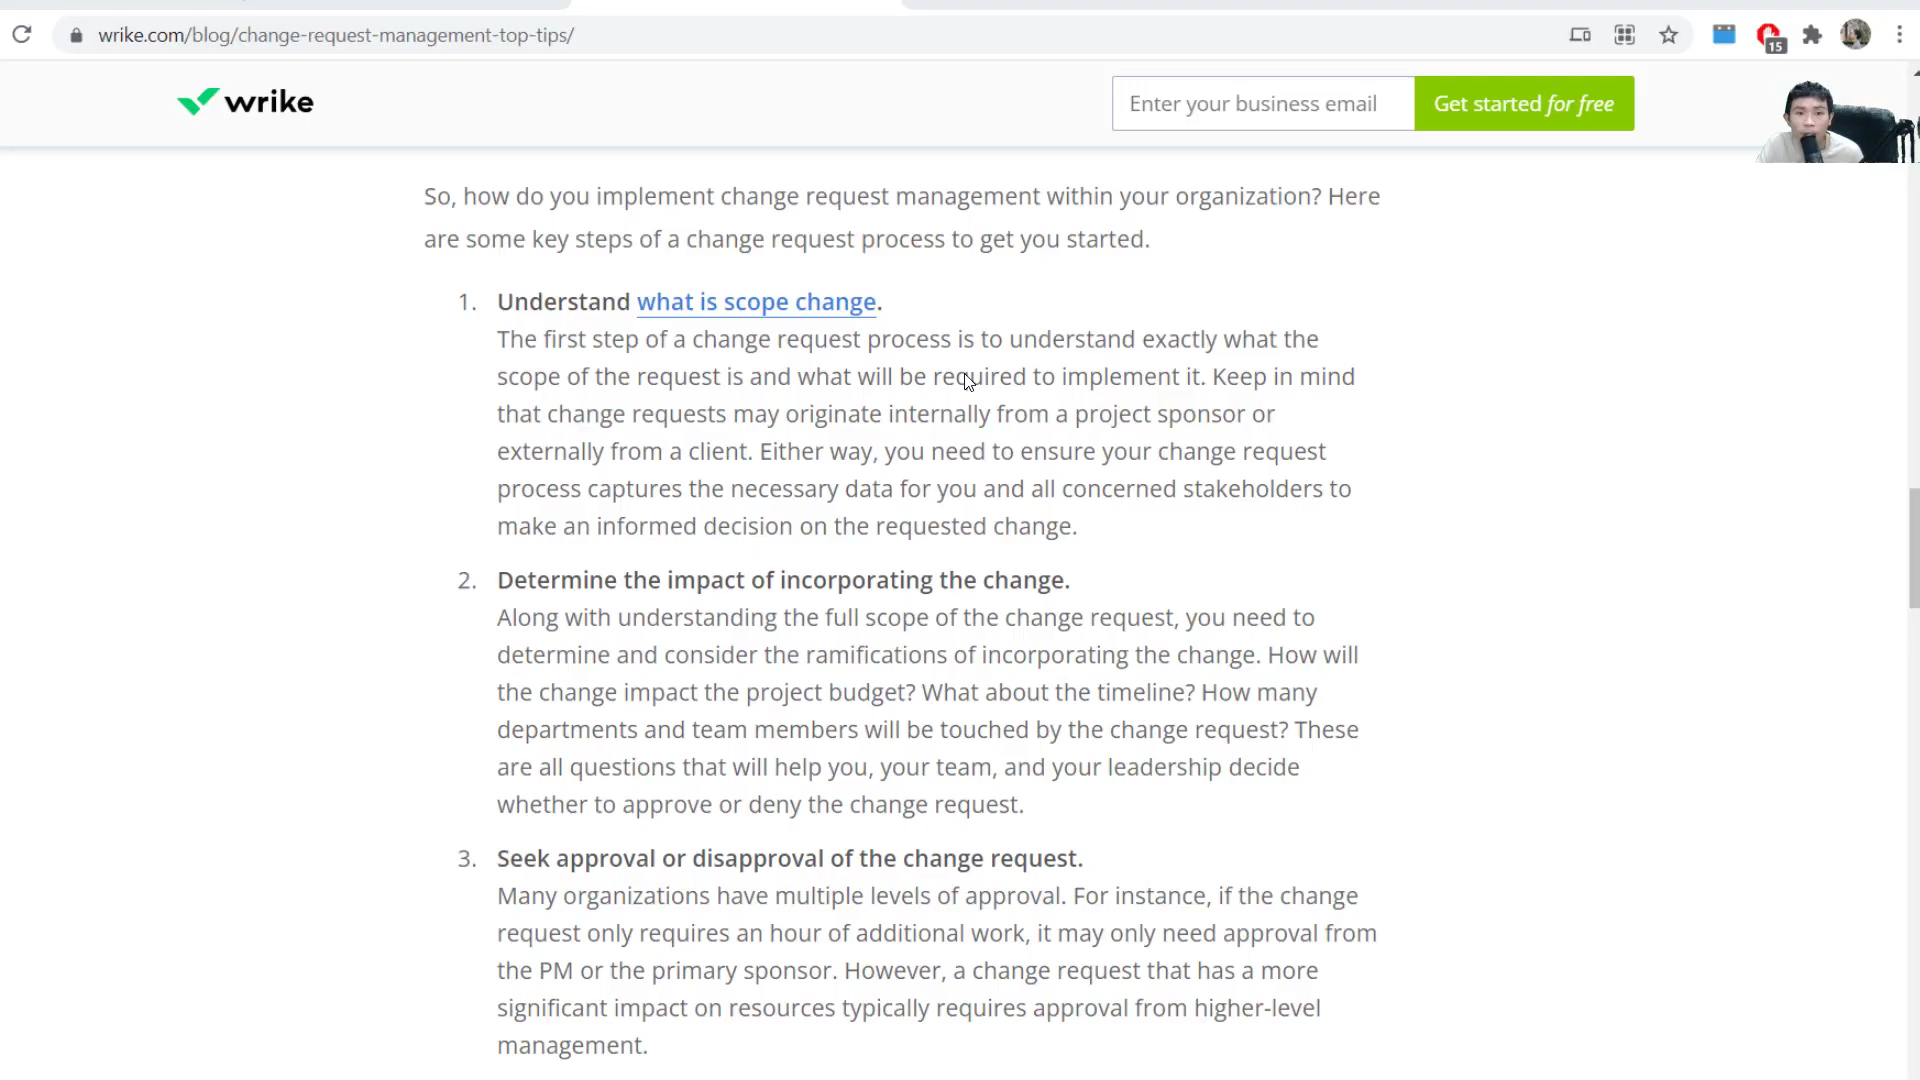 wrike.com/blog/change-request-management-top-tips/
15
wrike
Enter your business email
Get started for free
So, how do you implement change request management within your organization? Here
are some key steps of a change request process to get you started.
1. Understand what is scope change.
The first step of a change request process is to understand exactly what the
scope of the request is and what will be required to implement it. Keep in mind
that change requests may originate internally from a project sponsor or
externally from a client. Either way, you need to ensure your change request
process captures the necessary data for you and all concerned stakeholders to
make an informed decision on the requested change.
2. Determine the impact of incorporating the change.
Along with understanding the full scope of the change request, you need to
determine and consider the ramifications of incorporating the change. How will
the change impact the project budget? What about the timeline? How many
departments and team members will be touched by the change request? These
are all questions that will help you, your team, and your leadership decide
whether to approve or deny the change request.
3. Seek approval or disapproval of the change request.
Many organizations have multiple levels of approval. For instance, if the change
request only requires an hour of additional work, it may only need approval from
the PM or the primary sponsor. However, a change request that has a more
significant impact on resources typically requires approval from higher-level
management.